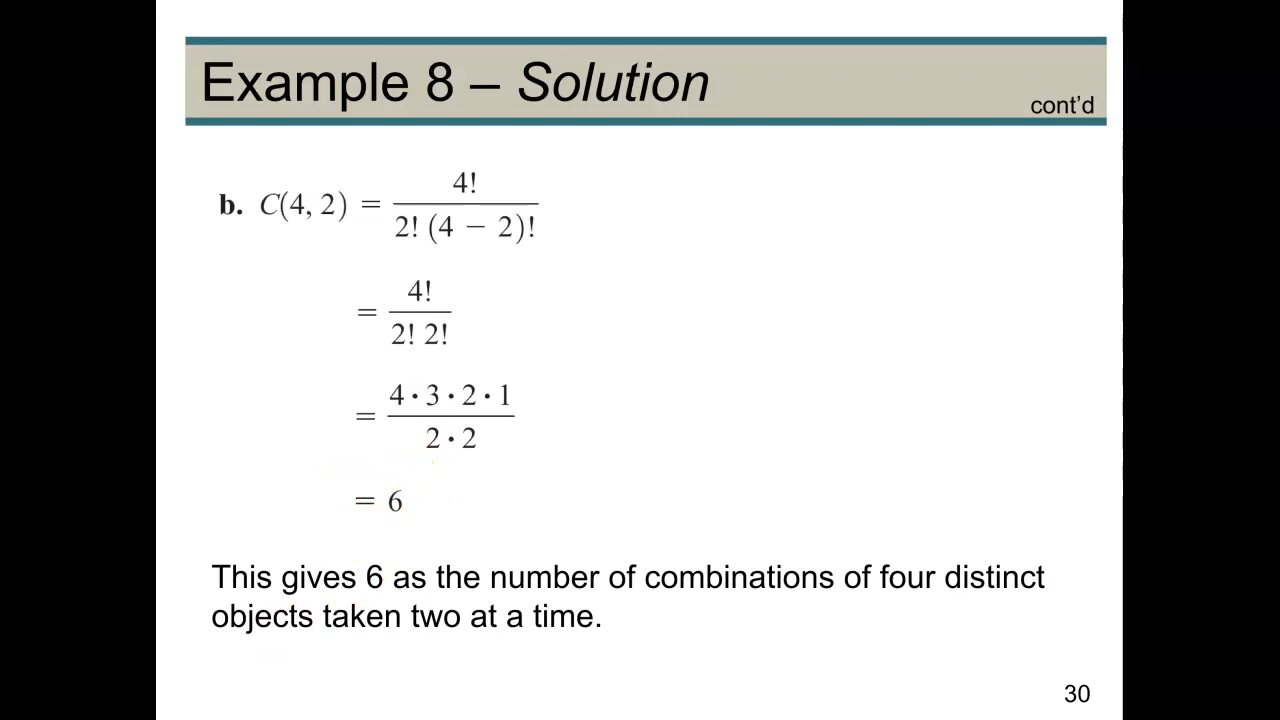 Example 8 – Solution
cont'd
b. C(4, 2) = 4! / 2! (4 − 2)!
= 4! / 2! 2!
= 4 · 3 · 2 · 1 / 2 · 2
= 6
This gives 6 as the number of combinations of four distinct
objects taken two at a time.
30